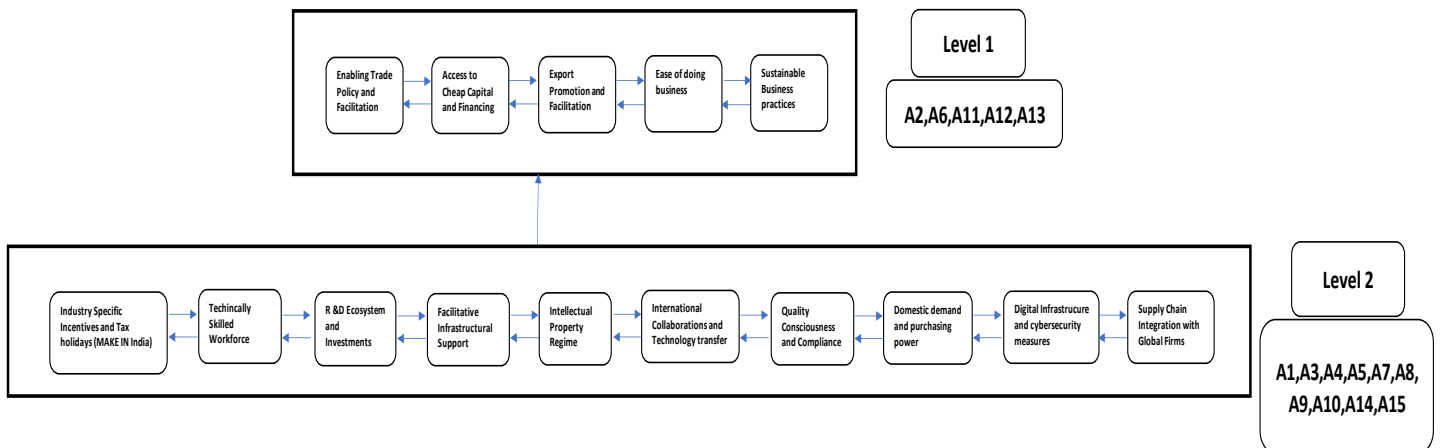 Level 1
Enabling Trade
Policy and
Facilitation
Access to
Cheap Capital
and Financing
Export
Promotion and
Facilitation
Ease of doing
business
Sustainable
Business
practices
A2,A6,A11,A12,A13
Level 2
Industry Specific
Incentives and Tax
holidays (MAKE IN India)
Techincally
Skilled
Workforce
R &D Ecosystem
and
Investments
Facilitative
Infrastructural
Support
Intellectual
Property
Regime
International
Collaborations and
Technology transfer
Quality
Consciousness
and Compliance
Domestic demand
and purchasing
power
Digital Infrastrucure
and cybersecurity
measures
Supply Chain
Integration with
Global Firms
A1,A3,A4,A5,A7,A8,
A9,A10,A14,A15